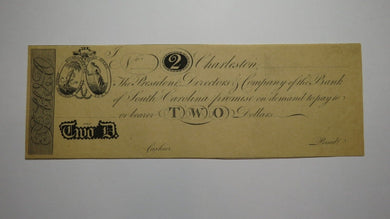 No. 2 Charleston,
The President, Directors & Company of the Bank
of South Carolina promise on demand to pay to
or bearer TWO Dollars
Two D.
Cashier. Presidt.